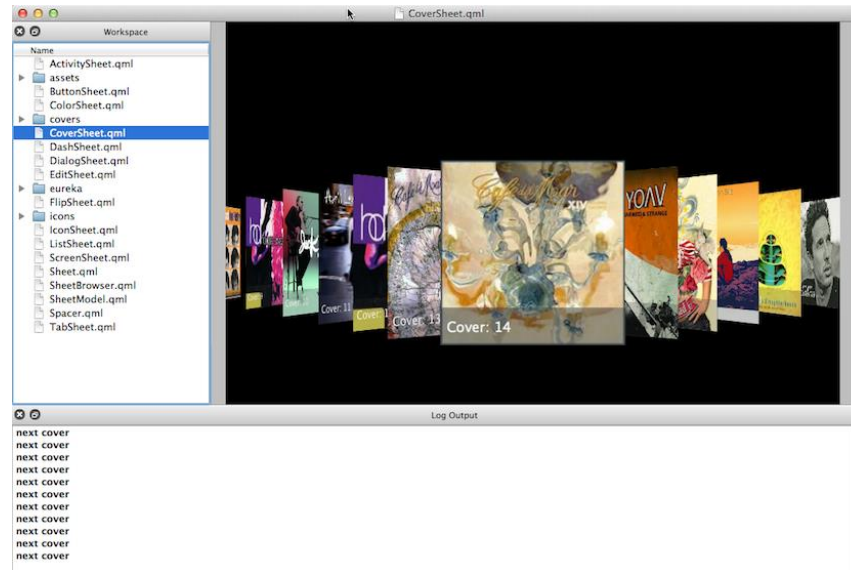 CoverSheet.qml
Workspace
Name
ActivitySheet.qml
assets
ButtonSheet.qml
ColorSheet.qml
covers
CoverSheet.qml
DashSheet.qml
DialogSheet.qml
EditSheet.qml
eureka
FlipSheet.qml
icons
IconSheet.qml
ListSheet.qml
ScreenSheet.qml
Sheet.qml
SheetBrowser.qml
SheetModel.qml
Spacer.qml
TabSheet.qml
XIV
YOAV
Cover: 11
Cover: 13
Cover: 14
Log Output
next cover
next cover
next cover
next cover
next cover
next cover
next cover
next cover
next cover
next cover
next cover